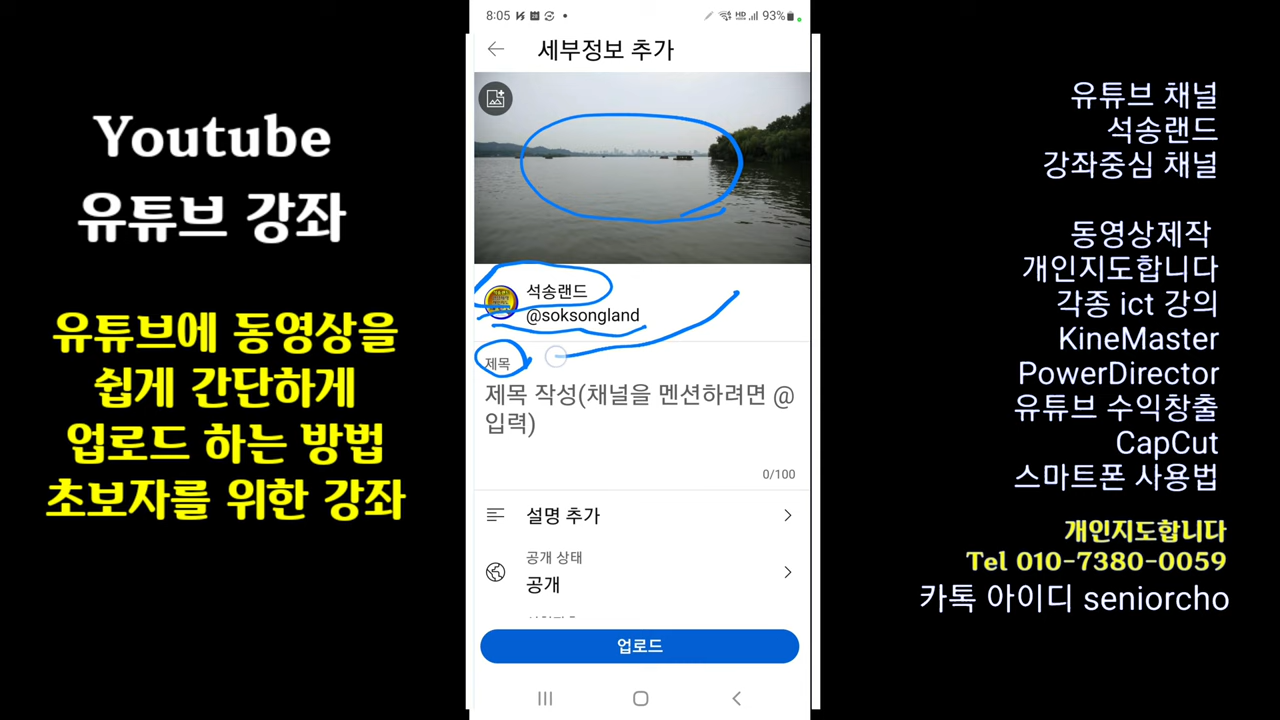 Youtube
유튜브 강좌
유튜브에 동영상을
쉽게 간단하게
업로드 하는 방법
초보자를 위한 강좌
8:05
HD
93%
세부정보 추가
석송랜드
@soksongland
제목
제목 작성(채널을 멘션하려면 @
입력)
0/100
설명 추가
공개 상태
공개
업로드
유튜브 채널
석송랜드
강좌중심 채널
동영상제작
개인지도합니다
각종 ict 강의
KineMaster
PowerDirector
유튜브 수익창출
CapCut
스마트폰 사용법
개인지도합니다
Tel 010-7380-0059
카톡 아이디 seniorcho